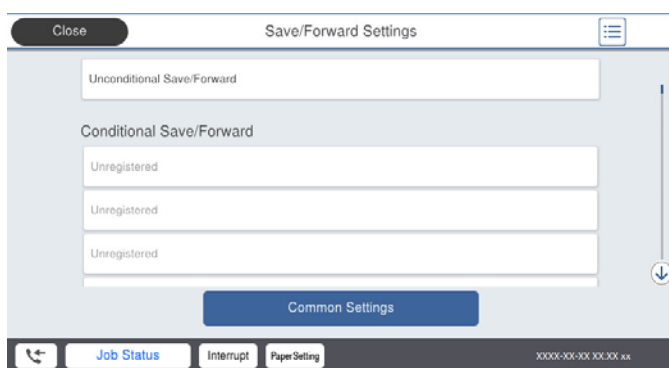 Close
Save/Forward Settings
Unconditional Save/Forward
Conditional Save/Forward
Unregistered
Unregistered
Unregistered
Common Settings
Job Status
Interrupt
Paper Setting
XXXX-XX-XX XX:XX xx